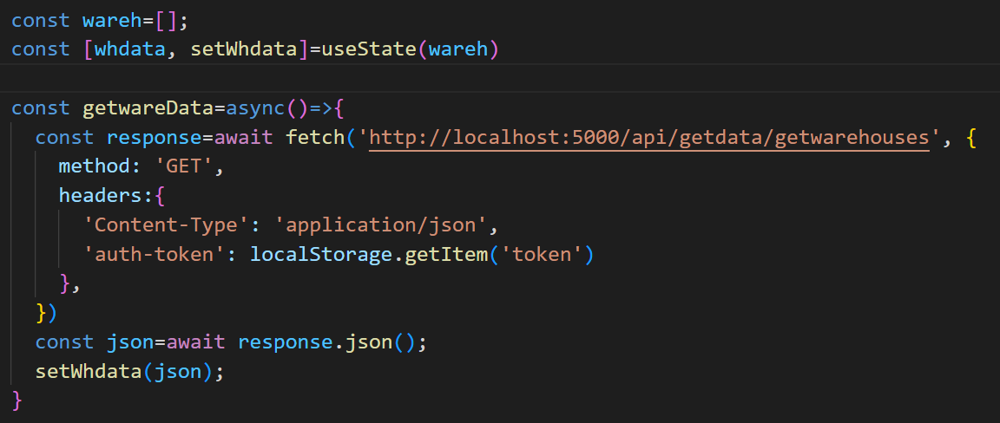 const wareh=[];
const [whdata, setWhdata]=useState(wareh)
const getwareData=async()=>{
const response=await fetch('http://localhost:5000/api/getdata/getwarehouses', {
method: 'GET',
headers:{
'Content-Type': 'application/json',
'auth-token': localStorage.getItem('token')
},
})
const json=await response.json();
setWhdata(json);
}